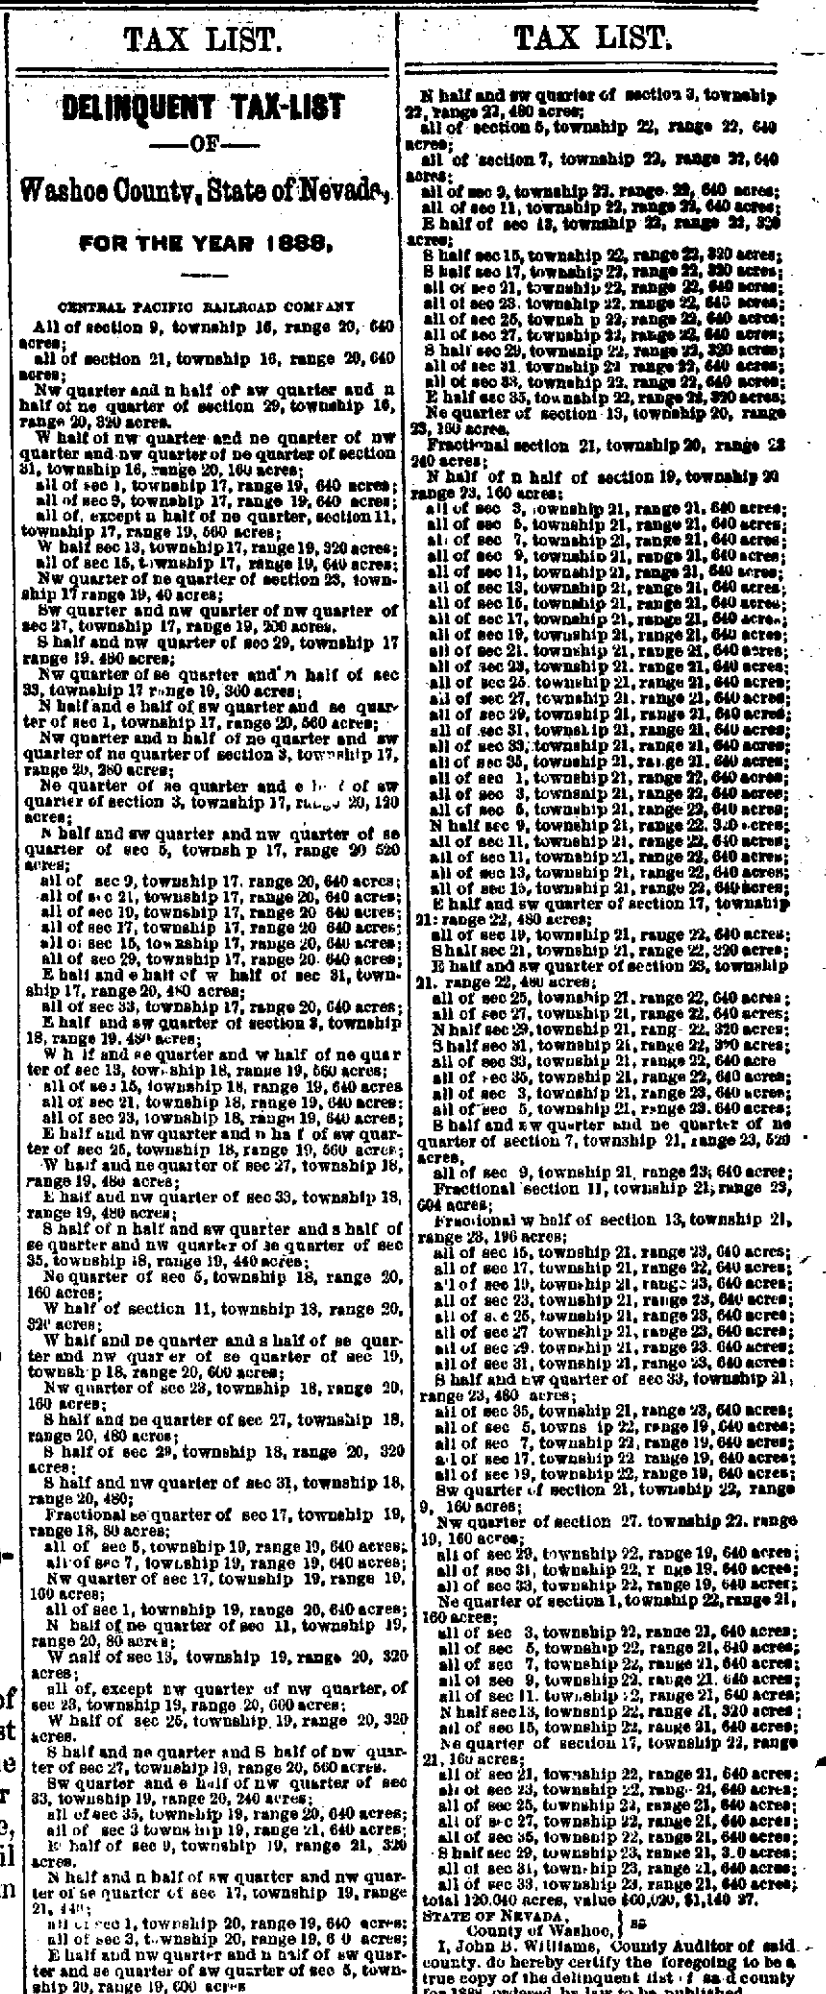 TAX LIST.
DELINQUENT TAX-LIST
—OF—
Washoe County, State of Nevada,
FOR THE YEAR 1888,
CENTRAL PACIFIC RAILROAD COMPANY
All of section 9, township 16, range 20, 640
acres;
all of section 21, township 16, range 20, 640
acres;
Nw quarter and n half of sw quarter and n
half of ne quarter of section 29, township 16,
range 20, 320 acres.
W half of nw quarter and ne quarter of nw
quarter and nw quarter of ne quarter of section
31, township 16, range 20, 160 acres;
all of sec 1, township 17, range 19, 640 acres;
all of sec 9, township 17, range 19, 640 acres;
all of, except n half of ne quarter, section 11,
township 17, range 19, 560 acres;
W half sec 13, township 17, range 19, 320 acres;
all of sec 15, township 17, range 19, 640 acres;
Nw quarter of ne quarter of section 23, town-
ship 17 range 19, 40 acres;
Sw quarter and nw quarter of nw quarter of
sec 27, township 17, range 19, 200 acres.
S half and nw quarter of sec 29, township 17
range 19. 480 acres;
Nw quarter of se quarter and n half of sec
33, township 17 range 19, 360 acres;
N half and e half of sw quarter and se quar-
ter of sec 1, township 17, range 20, 560 acres;
Nw quarter and n half of ne quarter and sw
quarter of ne quarter of section 3, township 17,
range 20, 280 acres;
Ne quarter of se quarter and e of sw
quarter of section 3, township 17, range 20, 120
acres;
N half and sw quarter and nw quarter of se
quarter of sec 5, townsh p 17, range 20 520
acres;
all of sec 9, township 17. range 20, 640 acres;
all of sec 21, township 17, range 20, 640 acres;
all of sec 19, township 17, range 20 640 acres;
all of sec 17, township 17, range 20 640 acres;
all of sec 15, township 17, range 20, 640 acres;
all of sec 29, township 17, range 20. 640 acres;
E half and e half of w half of sec 31, town-
ship 17, range 20, 480 acres;
all of sec 33, township 17, range 20, 640 acres;
E half and sw quarter of section 3, township
18, range 19. 480 acres;
W h lf and se quarter and w half of ne quar
ter of sec 13, township 18, range 19, 560 acres;
all of sec 15, township 18, range 19, 640 acres
all of sec 21, township 18, range 19, 640 acres;
all of sec 23, township 18, range 19, 640 acres;
E half and nw quarter and n ha f of sw quar-
ter of sec 25, township 18, range 19, 560 acres;
W half and ne quarter of sec 27, township 18,
range 19, 480 acres;
E half and nw quarter of sec 33, township 18,
range 19, 480 acres;
S half of n half and sw quarter and s half of
se quarter and nw quarter of se quarter of sec
35, township 18, range 19, 440 acres;
Ne quarter of sec 5, township 18, range 20,
160 acres;
W half of section 11, township 18, range 20,
320 acres;
W half and ne quarter and s half of se quar-
ter and nw quar er of se quarter of sec 19,
townsh p 18, range 20, 600 acres;
Nw quarter of sec 23, township 18, range 20,
160 acres;
S half and ne quarter of sec 27, township 18,
range 20, 480 acres;
S half of sec 29, township 18, range 20, 320
acres;
S half and nw quarter of sec 31, township 18,
range 20, 480;
Fractional se quarter of sec 17, township 19,
range 18, 80 acres;
all of sec 5, township 19, range 19, 640 acres;
all of sec 7, township 19, range 19, 640 acres;
Nw quarter of sec 17, township 19, range 19,
160 acres;
all of sec 1, township 19, range 20, 640 acres;
N half of ne quarter of sec 11, township 19,
range 20, 80 acres;
W half of sec 13, township 19, range 20, 320
acres;
all of, except nw quarter of nw quarter, of
sec 23, township 19, range 20, 600 acres;
W half of sec 25, township 19, range 20, 320
acres.
S half and ne quarter and S half of nw quar-
ter of sec 27, township 19, range 20, 560 acres.
Sw quarter and e half of nw quarter of sec
33, township 19, range 20, 240 acres;
all of sec 35, township 19, range 20, 640 acres;
all of sec 3 towns hip 19, range 21, 640 acres;
E half of sec 9, township 19, range 21, 320
acres.
N half and n half of sw quarter and nw quar-
ter of se quarter of sec 17, township 19, range
21, 440;
all of sec 1, township 20, range 19, 640 acres;
all of sec 3, township 20, range 19, 6 0 acres;
E half and nw quarter and n half of sw quar-
ter and se quarter of sw quarter of sec 5, town-
ship 20, range 19, 600 acres
TAX LIST.
N half and sw quarter of section 3, township
22, range 22, 480 acres;
all of section 5, township 22, range 22, 640
acres;
all of section 7, township 22, range 22, 640
acres;
all of sec 9, township 22, range 22, 640 acres;
all of sec 11, township 22, range 22, 640 acres;
E half of sec 13, township 22, range 22, 320
acres;
S half sec 15, township 22, range 22, 320 acres;
S half sec 17, township 22, range 22, 320 acres;
all of sec 21, township 22, range 22, 640 acres;
all of sec 23. township 22, range 22, 640 acres;
all of sec 25, townsh p 22, range 22, 640 acres;
all of sec 27, township 22, range 22, 640 acres;
S half sec 29, township 22, range 22, 320 acres;
all of sec 31, township 22 range 22, 640 acres;
all of sec 33, township 22. range 22, 640 acres;
E half sec 35, township 22, range 22, 320 acres;
Ne quarter of section 13, township 20, range
23, 160 acres.
Fractional section 21, township 20, range 23
240 acres;
N half of n half of section 19, township 20
range 23, 160 acres;
all of sec 3, township 21, range 21, 640 acres;
all of sec 5, township 21, range 21, 640 acres;
all of sec 7, township 21, range 21, 640 acres;
all of sec 9, township 21, range 21, 640 acres;
all of sec 11, township 21, range 21, 640 acres;
all of sec 13, township 21, range 21, 640 acres;
all of sec 15, township 21, range 21, 640 acres;
all of sec 17, township 21, range 21, 640 acres;
all of sec 19, township 21, range 21, 640 acres;
all of sec 21. township 21, range 21, 640 acres;
all of sec 23, township 21, range 21, 640 acres;
all of sec 25. township 21, range 21, 640 acres;
all of sec 27, township 21, range 21, 640 acres;
all of sec 29, township 21, range 21, 640 acres;
all of sec 31, township 21, range 21, 640 acres;
all of sec 33, township 21, range 21, 640 acres;
all of sec 35, township 21, range 21, 640 acres;
all of sec 1, township 21, range 22, 640 acres;
all of sec 3, township 21, range 22, 640 acres;
all of sec 5, township 21, range 22, 640 acres;
N half sec 9, township 21, range 22. 320 acres;
all of sec 11, township 21, range 22, 640 acres;
all of sec 11, township 21, range 22, 640 acres;
all of sec 13, township 21, range 22, 640 acres;
all of sec 15, township 21, range 22, 640 acres;
E half and sw quarter of section 17, township
21: range 22, 480 acres;
all of sec 19, township 21, range 22, 640 acres;
S half sec 21, township 21, range 22, 320 acres;
E half and sw quarter of section 23, township
21. range 22, 480 acres;
all of sec 25, township 21, range 22, 640 acres;
all of sec 27, township 21, range 22, 640 acres;
N half sec 29, township 21, rang 22, 320 acres;
S half sec 31, township 21, range 22, 320 acres;
all of sec 33, township 21, range 22, 640 acre
all of sec 35, township 21, range 22, 640 acres;
all of sec 3, township 21, range 23, 640 acres;
all of sec 5, township 21, range 23. 640 acres;
S half and sw quarter and ne quarter of ne
quarter of section 7, township 21, range 23, 520
acres,
all of sec 9, township 21, range 23, 640 acres;
Fractional section 11, township 21, range 23,
604 acres;
Fractional w half of section 13, township 21,
range 23, 196 acres;
all of sec 15, township 21, range 23, 640 acres;
all of sec 17, township 21, range 22, 640 acres;
all of sec 19, township 21, range 23, 640 acres;
all of sec 23, township 21, range 23, 640 acres;
all of sec 25, township 21, range 23, 640 acres;
all of sec 27 township 21, range 23, 640 acres;
all of sec 29. township 21, range 23. 640 acres;
all of sec 31, township 21, range 23, 640 acres;
S half and nw quarter of sec 33, township 21,
range 23, 480 acres;
all of sec 35, township 21, range 23, 640 acres;
all of sec 5, towns ip 22, range 19, 640 acres;
all of sec 7, township 22, range 19, 640 acres;
all of sec 17, township 22 range 19, 640 acres;
all of sec 19, township 22, range 19, 640 acres;
Sw quarter of section 21, township 22, range
9, 160 acres;
Nw quarter of section 27. township 22. range
19, 160 acres;
all of sec 29, township 22, range 19, 640 acres;
all of sec 31, township 22, r nge 19, 640 acres;
all of sec 33, township 22, range 19, 640 acres;
Ne quarter of section 1, township 22, range 21,
160 acres;
all of sec 3, township 22, range 21, 640 acres;
all of sec 5, township 22, range 21, 640 acres;
all of sec 7, township 22, range 21, 640 acres;
all of sec 9, township 22, range 21. 640 acres;
all of sec 11. township 22, range 21, 640 acres;
N half sec 13, township 22, range 21, 320 acres;
all of sec 15, township 22, range 21, 640 acres;
Ne quarter of section 17, township 22, range
21, 160 acres;
all of sec 21, township 22, range 21, 640 acres;
all of sec 23, township 22, rang 21, 640 acres;
all of sec 25, township 22, range 21, 640 acres;
all of sec 27, township 22, range 21, 640 acres;
all of sec 35, township 22, range 21, 640 acres;
S half sec 29, township 23, range 21, 3 0 acres;
all of sec 31, township 23, range 21, 640 acres;
all of sec 33, township 23, range 21, 640 acres;
total 120.040 acres, value $60,020, $1,140 37.
STATE OF NEVADA,
County of Washoe, } ss
I, John B. Williams, County Auditor of said
county. do hereby certify the foregoing to be a
true copy of the delinquent list of said county
for 1888, ordered by law to be published